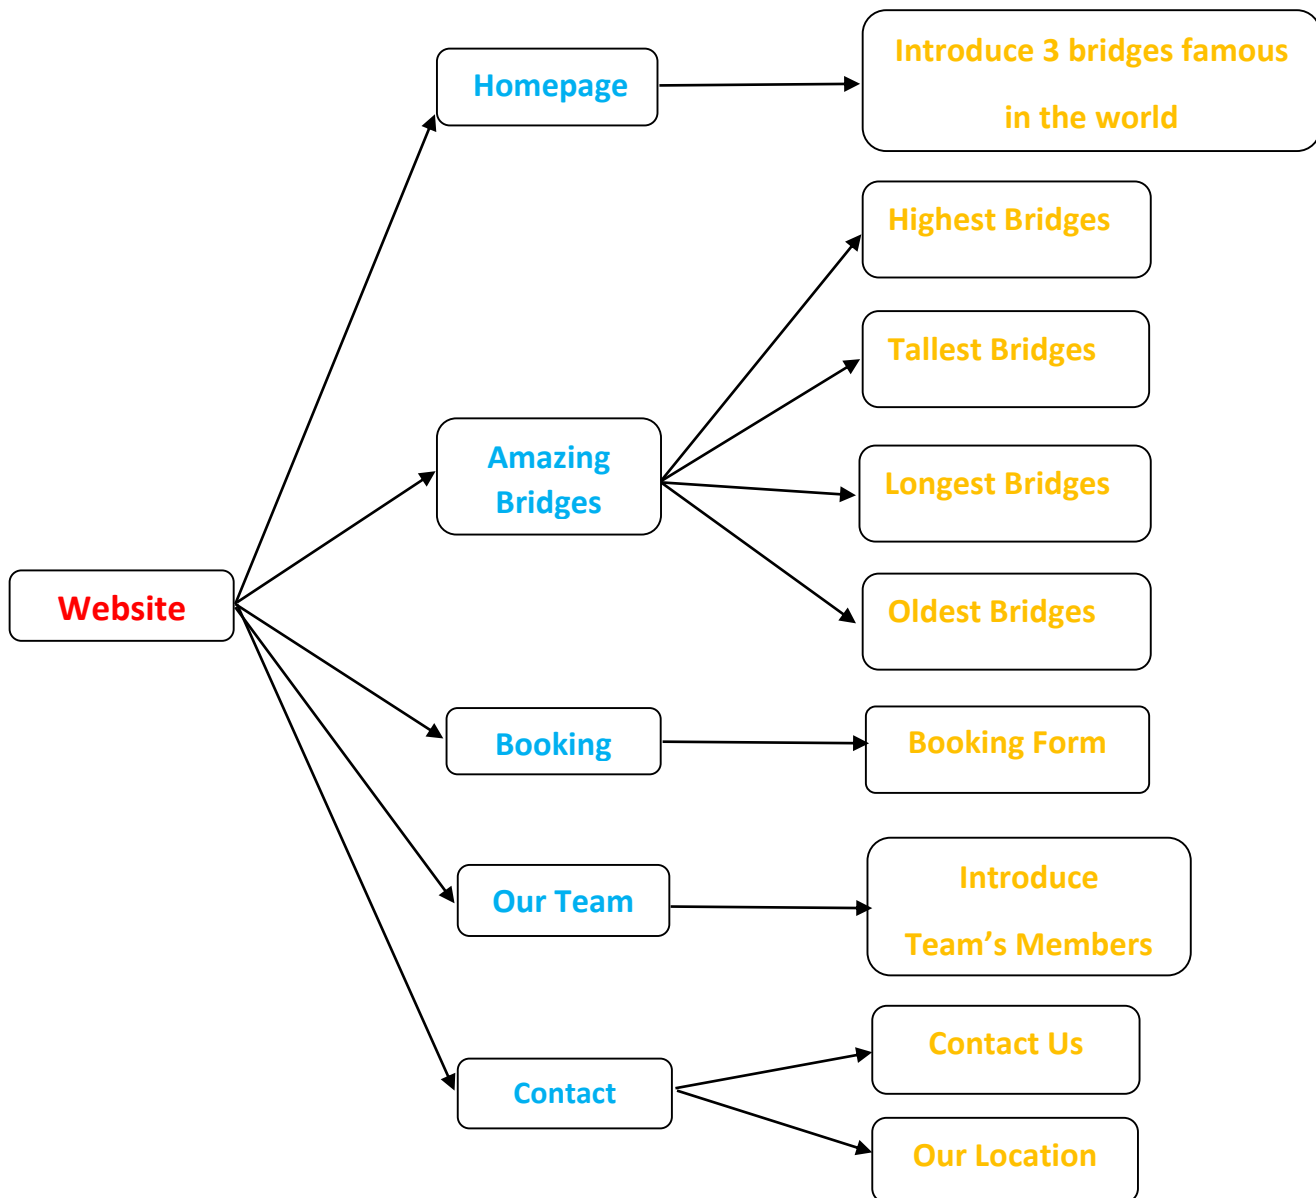 Website
Homepage
Introduce 3 bridges famous
in the world
Amazing
Bridges
Highest Bridges
Tallest Bridges
Longest Bridges
Oldest Bridges
Booking
Booking Form
Our Team
Introduce
Team’s Members
Contact
Contact Us
Our Location